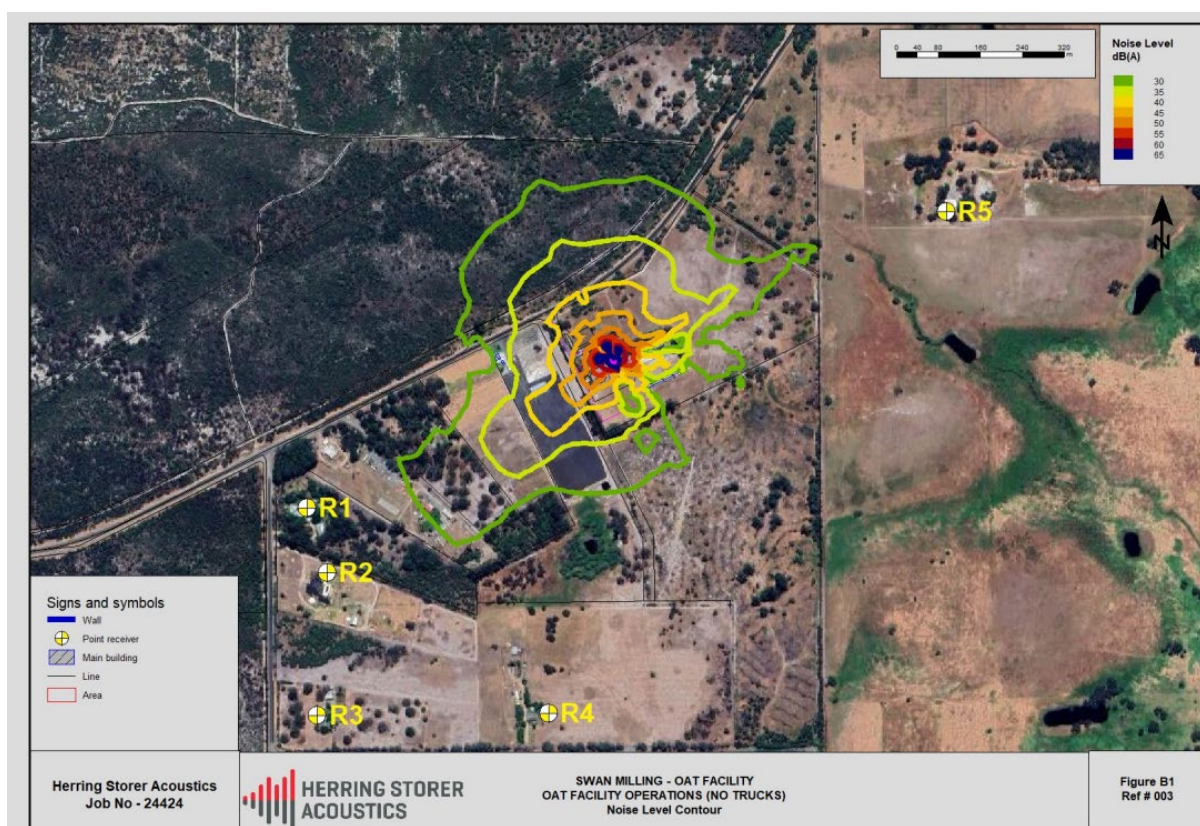 Noise Level
dB(A)
30
35
40
45
50
55
60
65
0 40 80 160 240 320
m
R5
N
R1
R2
R3
R4
Signs and symbols
Wall
Point receiver
Main building
Line
Area
Herring Storer Acoustics
Job No - 24424
HERRING STORER
ACOUSTICS
SWAN MILLING - OAT FACILITY
OAT FACILITY OPERATIONS (NO TRUCKS)
Noise Level Contour
Figure B1
Ref # 003